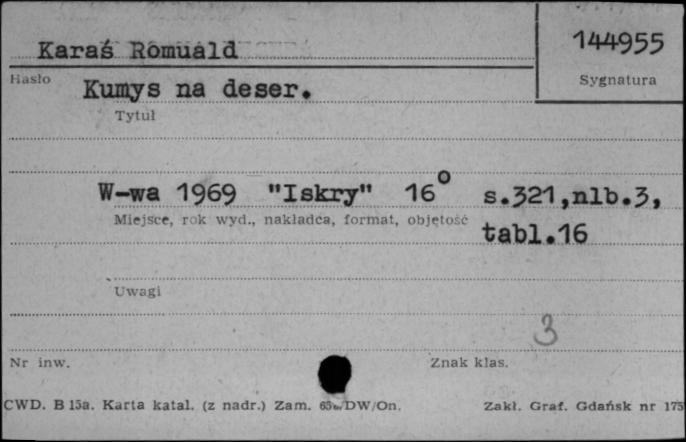 144955
Karaś Romuald
Hasło
Sygnatura
Kumys na deser.
Tytuł
W-wa 1969 "Iskry" 16° s.321,nlb.3,
Miejsce, rok wyd., nakładca, format, objętość
tabl.16
Uwagi
3
Nr inw.
Znak klas.
CWD. B 15a. Karta katal. (z nadr.) Zam. DW/On. Zakł. Graf. Gdańsk nr 175